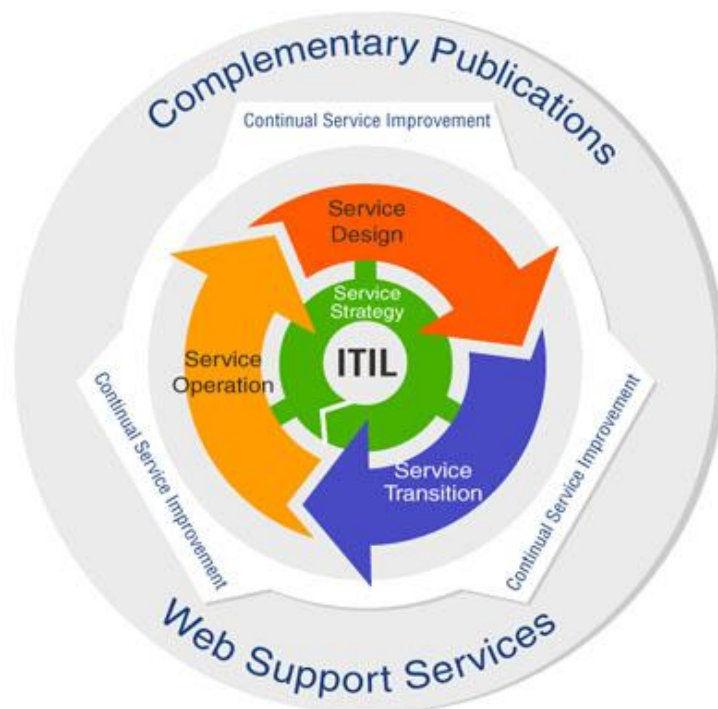 Complementary Publications
Continual Service Improvement
Service
Design
Service
Strategy
ITIL
Service
Operation
Service
Transition
Continual Service Improvement
Continual Service Improvement
Web Support Services